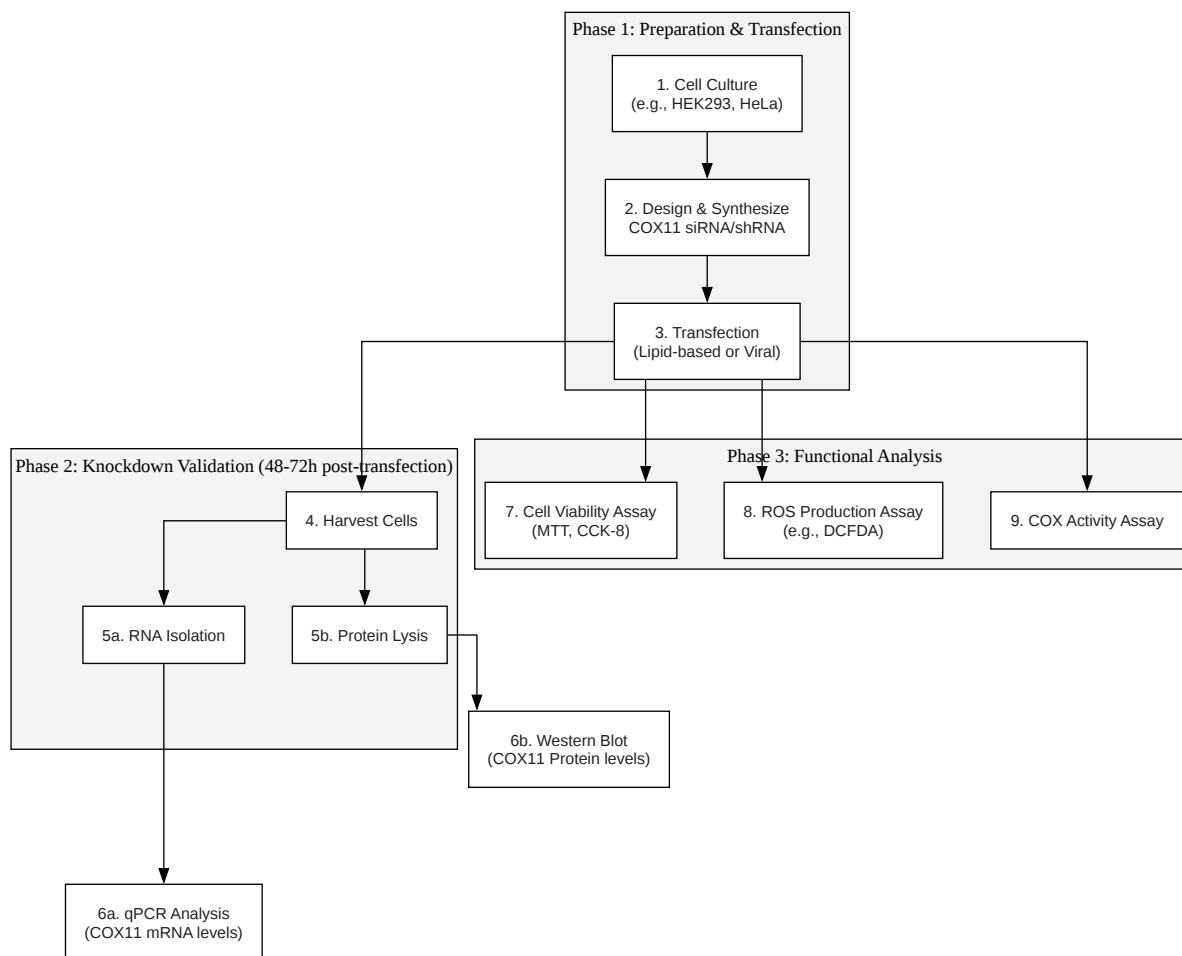 Phase 1: Preparation & Transfection
1. Cell Culture
(e.g., HEK293, HeLa)
2. Design & Synthesize
COX11 siRNA/shRNA
3. Transfection
(Lipid-based or Viral)
Phase 2: Knockdown Validation (48-72h post-transfection)
4. Harvest Cells
5a. RNA Isolation
5b. Protein Lysis
6b. Western Blot
(COX11 Protein levels)
6a. qPCR Analysis
(COX11 mRNA levels)
Phase 3: Functional Analysis
7. Cell Viability Assay
(MTT, CCK-8)
8. ROS Production Assay
(e.g., DCFDA)
9. COX Activity Assay